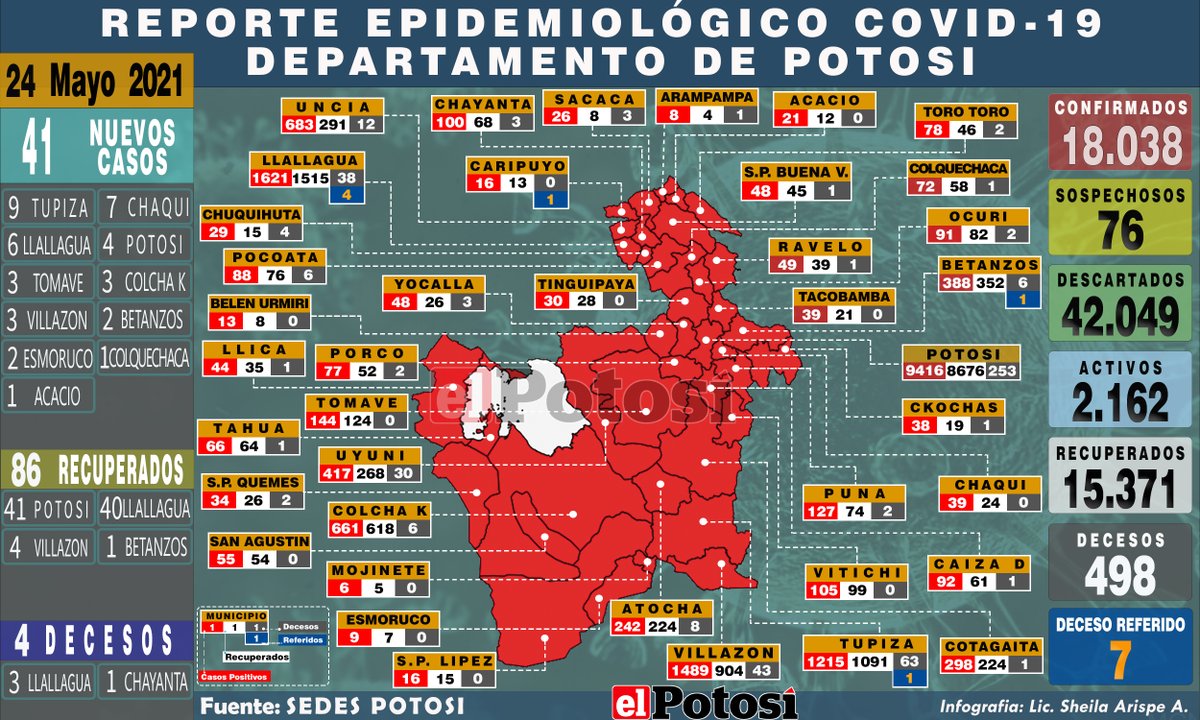 REPORTE EPIDEMIOLÓGICO COVID-19
DEPARTAMENTO DE POTOSI
24 Mayo 2021
41 NUEVOS CASOS
9 TUPIZA 7 CHAQUI
6 LLALLAGUA 4 POTOSI
3 TOMAVE 3 COLCHA K
3 VILLAZON 2 BETANZOS
2 ESMORUCO 1 COLQUECHACA
1 ACACIO
86 RECUPERADOS
41 POTOSI 40 LLALLAGUA
4 VILLAZON 1 BETANZOS
4 DECESOS
3 LLALLAGUA 1 CHAYANTA
UNCIA
683 291 12
CHAYANTA
100 68 3
SACACA
26 8 3
ARAMPAMPA
8 4 1
ACACIO
21 12 0
TORO TORO
78 46 2
LLALLAGUA
1621 1515 38
4
CARIPUYO
16 13 0
1
S.P. BUENA V.
48 45 1
COLQUECHACA
72 58 1
CHUQUIHUTA
29 15 4
OCURI
91 82 2
POCOATA
88 76 6
RAVELO
49 39 1
YOCALLA
48 26 3
TINGUIPAYA
30 28 0
TACOBAMBA
39 21 0
BETANZOS
388 352 6
1
BELEN URMIRI
13 8 0
LLICA
44 35 1
PORCO
77 52 2
POTOSI
9416 8676 253
elPotosí
TOMAVE
144 124 0
CKOCHAS
38 19 1
TAHUA
66 64 1
UYUNI
417 268 30
S.P. QUEMES
34 26 2
PUNA
127 74 2
CHAQUI
39 24 0
COLCHA K
661 618 6
SAN AGUSTIN
55 54 0
MOJINETE
6 5 0
VITICHI
105 99 0
CAIZA D
92 61 1
ESMORUCO
9 7 0
ATOCHA
242 224 8
S.P. LIPEZ
16 15 0
VILLAZON
1489 904 43
TUPIZA
1215 1091 63
1
COTAGAITA
298 224 1
MUNICIPIO
1 1 1 Decesos
1 Referidos
Recuperados
Casos Positivos
CONFIRMADOS
18.038
SOSPECHOSOS
76
DESCARTADOS
42.049
ACTIVOS
2.162
RECUPERADOS
15.371
DECESOS
498
DECESO REFERIDO
7
Fuente: SEDES POTOSI
elPotosí
Infografia: Lic. Sheila Arispe A.